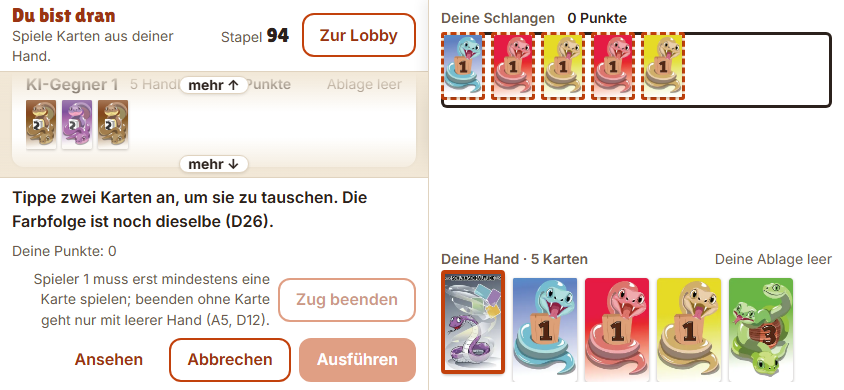 Du bist dran
Spiele Karten aus deiner
Hand.
Stapel 94
Zur Lobby
KI-Gegner 1
5 Hand
mehr ↑
Punkte
Ablage leer
2
2
2
mehr ↓
Tippe zwei Karten an, um sie zu tauschen. Die
Farbfolge ist noch dieselbe (D26).
Deine Punkte: 0
Spieler 1 muss erst mindestens eine
Karte spielen; beenden ohne Karte
geht nur mit leerer Hand (A5, D12).
Zug beenden
Ansehen
Abbrechen
Ausführen
Deine Schlangen 0 Punkte
1
1
1
1
1
Deine Hand · 5 Karten
Deine Ablage leer
1
1
1
3